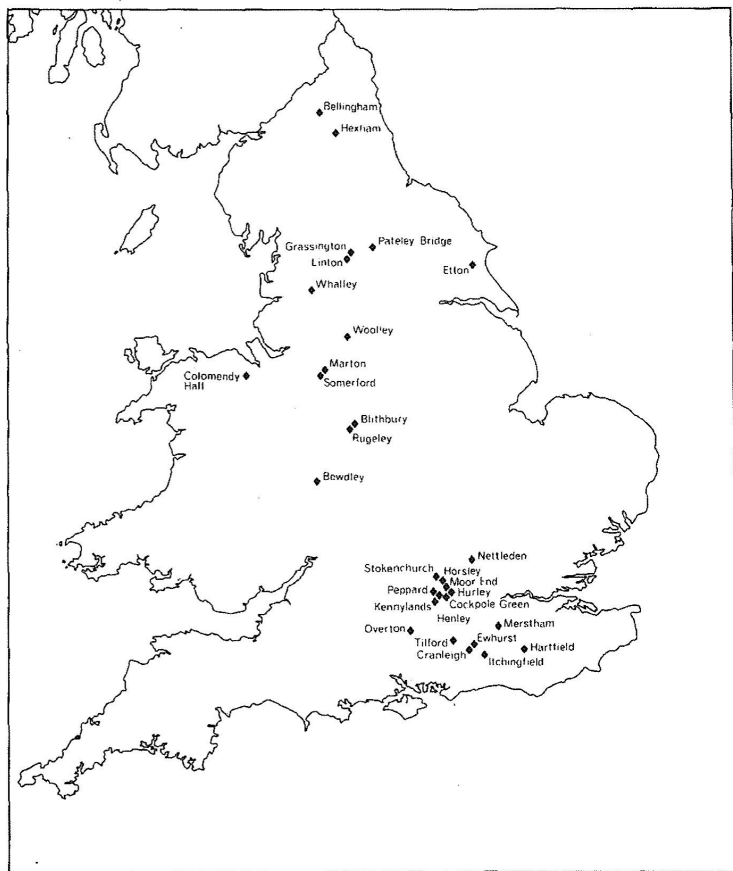 Bellingham
Hexham
Pateley Bridge
Grassington
Linton
Etton
Whalley
Woolley
Marton
Colomendy
Hall
Somerford
Blithbury
Rugeley
Bewdley
Nettleden
Stokenchurch
Horsley
Moor End
Peppard
Hurley
Kennylands
Cockpole Green
Henley
Merstham
Overton
Tilford
Ewhurst
Hartfield
Cranleigh
Itchingfield